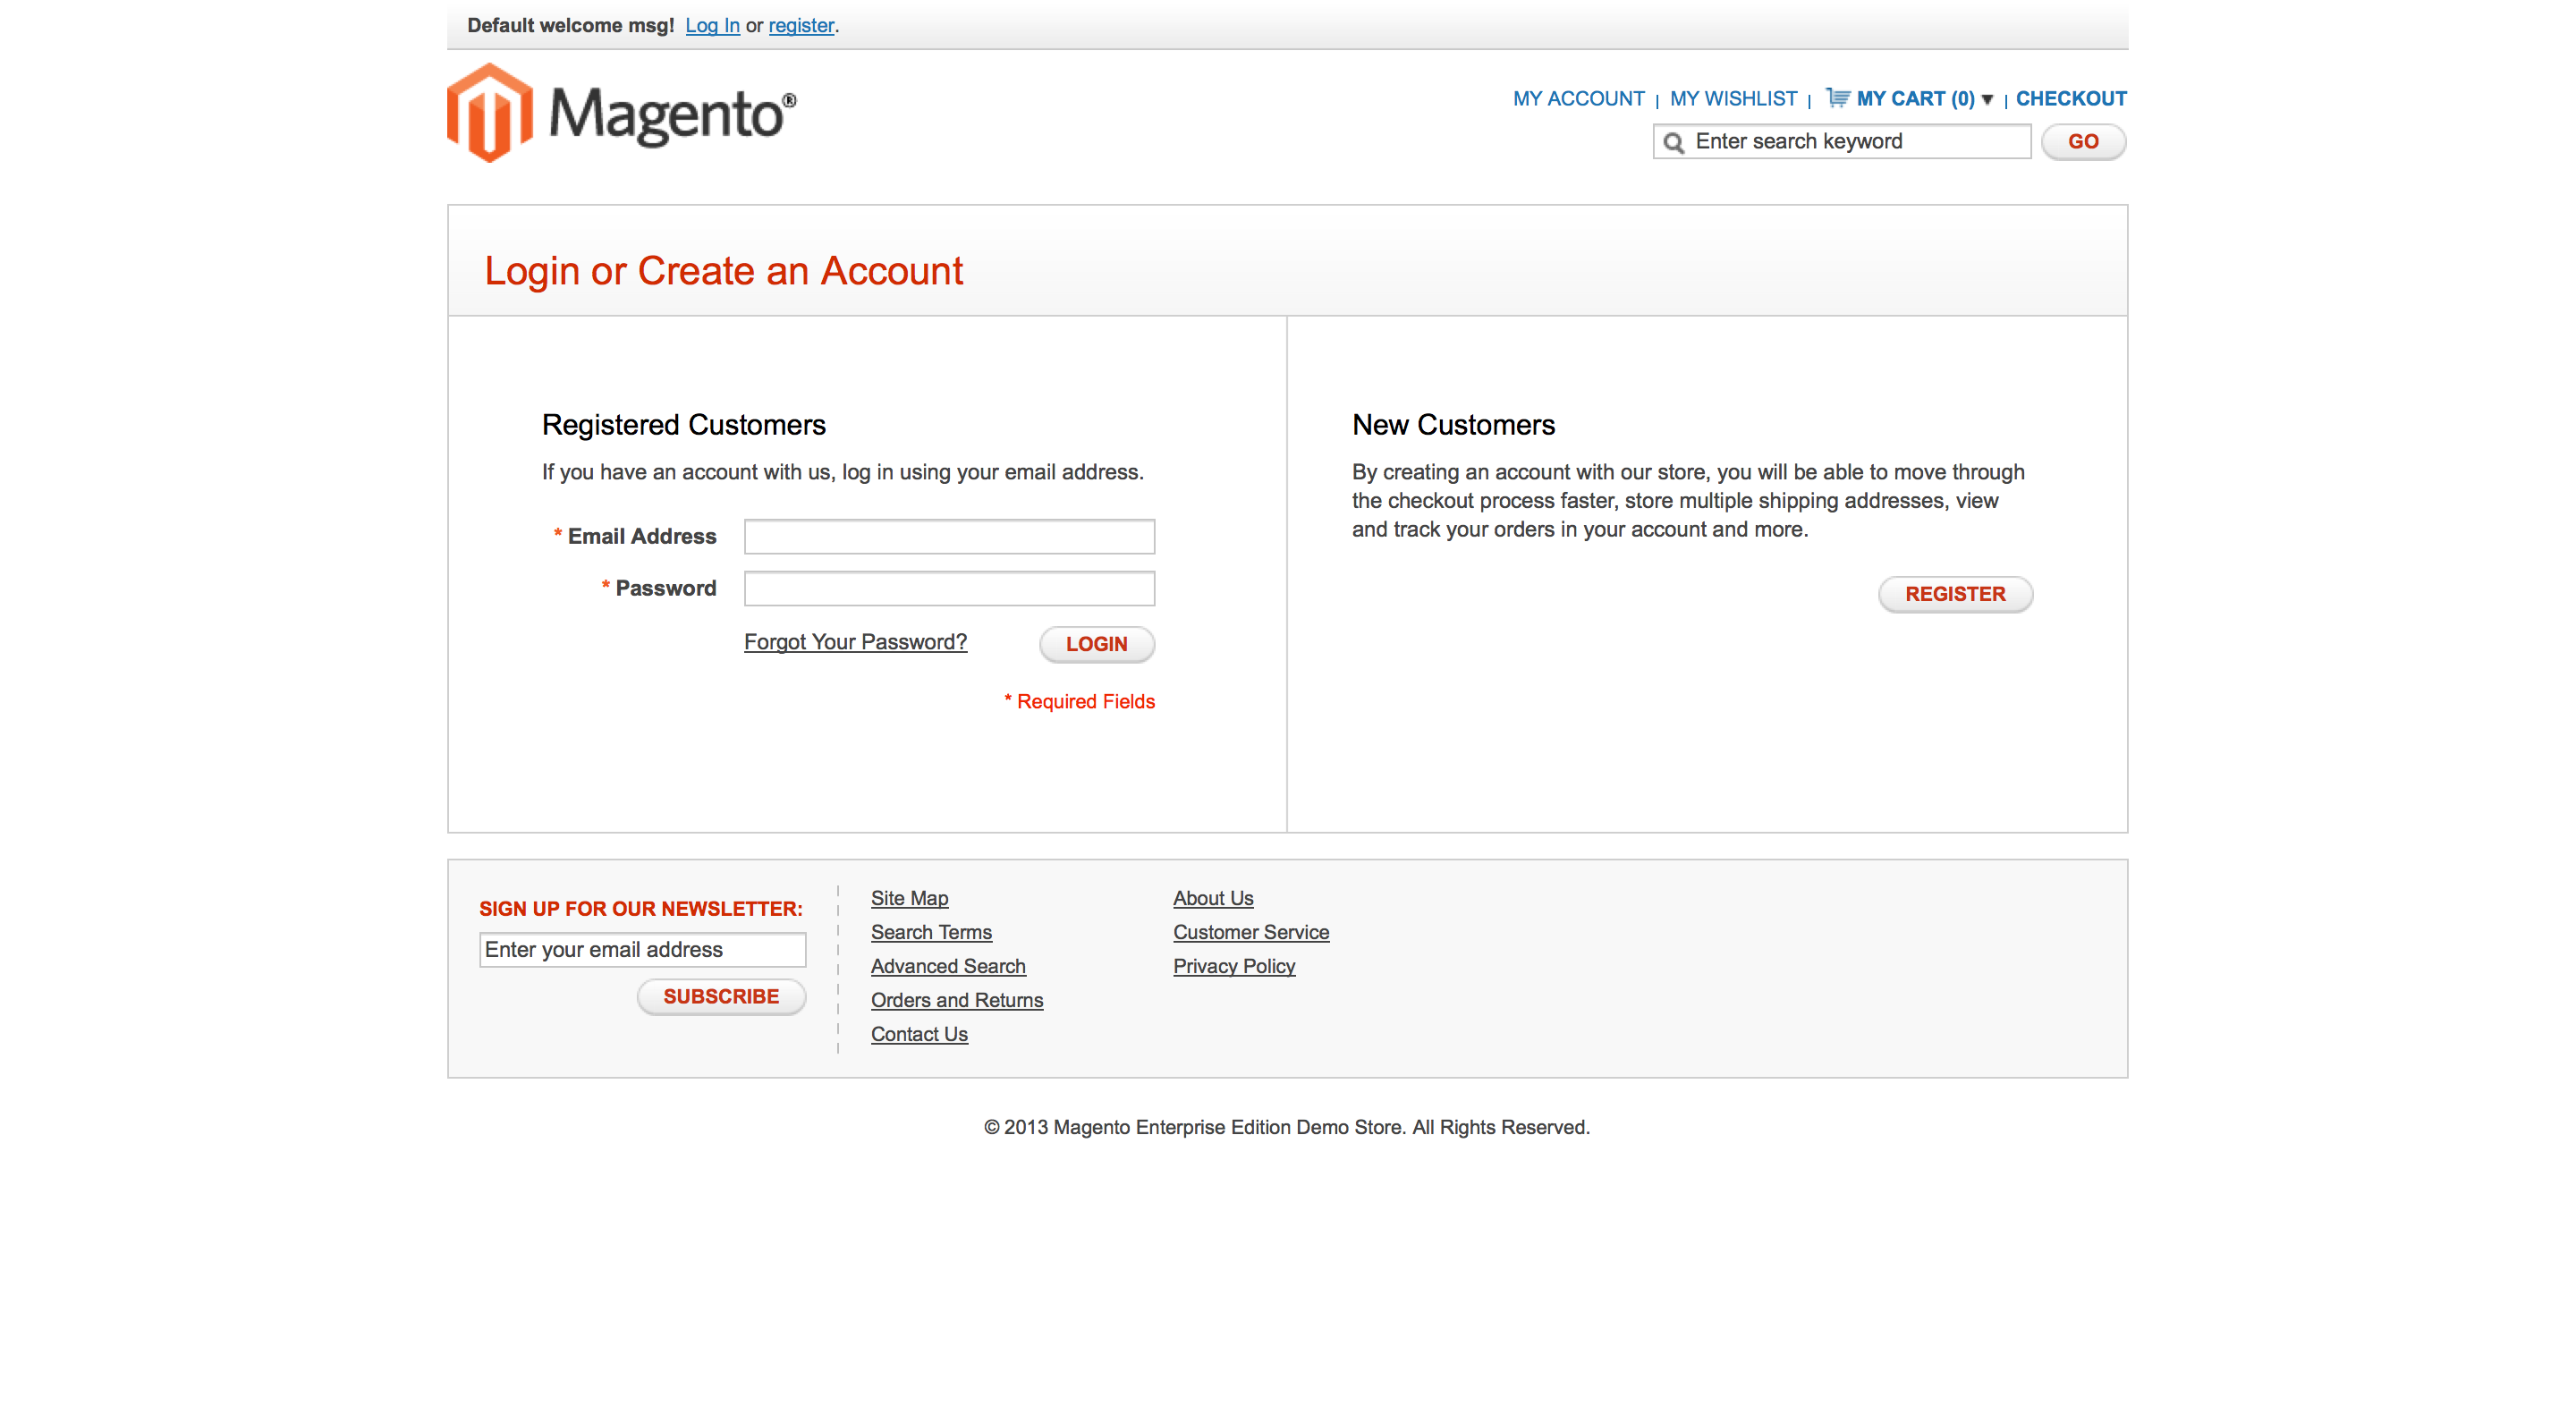 Default welcome msg! Log In or register.
Magento®
MY ACCOUNT | MY WISHLIST | MY CART (0) ▼ | CHECKOUT
Enter search keyword GO
Login or Create an Account
Registered Customers
If you have an account with us, log in using your email address.
* Email Address
* Password
Forgot Your Password? LOGIN
* Required Fields
New Customers
By creating an account with our store, you will be able to move through
the checkout process faster, store multiple shipping addresses, view
and track your orders in your account and more.
REGISTER
SIGN UP FOR OUR NEWSLETTER:
Enter your email address
SUBSCRIBE
Site Map
Search Terms
Advanced Search
Orders and Returns
Contact Us
About Us
Customer Service
Privacy Policy
© 2013 Magento Enterprise Edition Demo Store. All Rights Reserved.